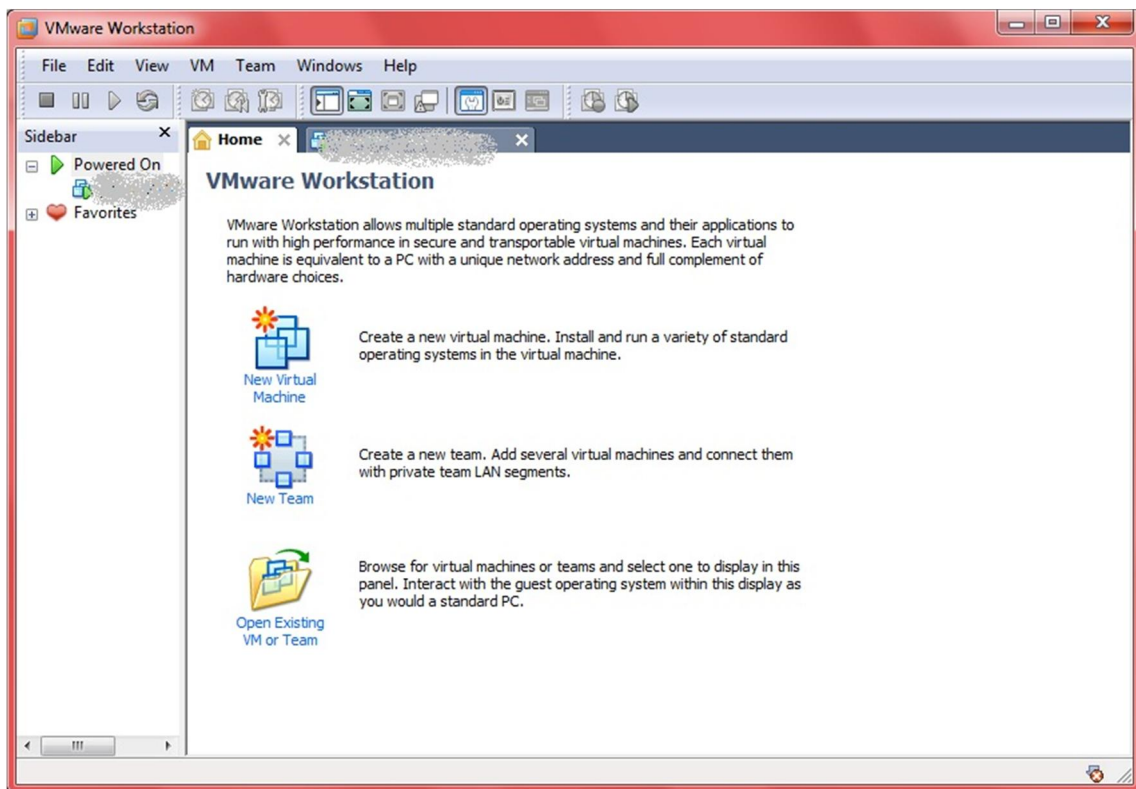 VMware Workstation
File Edit View VM Team Windows Help
Sidebar
Home
Powered On
Favorites
VMware Workstation
VMware Workstation allows multiple standard operating systems and their applications to
run with high performance in secure and transportable virtual machines. Each virtual
machine is equivalent to a PC with a unique network address and full complement of
hardware choices.
New Virtual
Machine
Create a new virtual machine. Install and run a variety of standard
operating systems in the virtual machine.
New Team
Create a new team. Add several virtual machines and connect them
with private team LAN segments.
Open Existing
VM or Team
Browse for virtual machines or teams and select one to display in this
panel. Interact with the guest operating system within this display as
you would a standard PC.